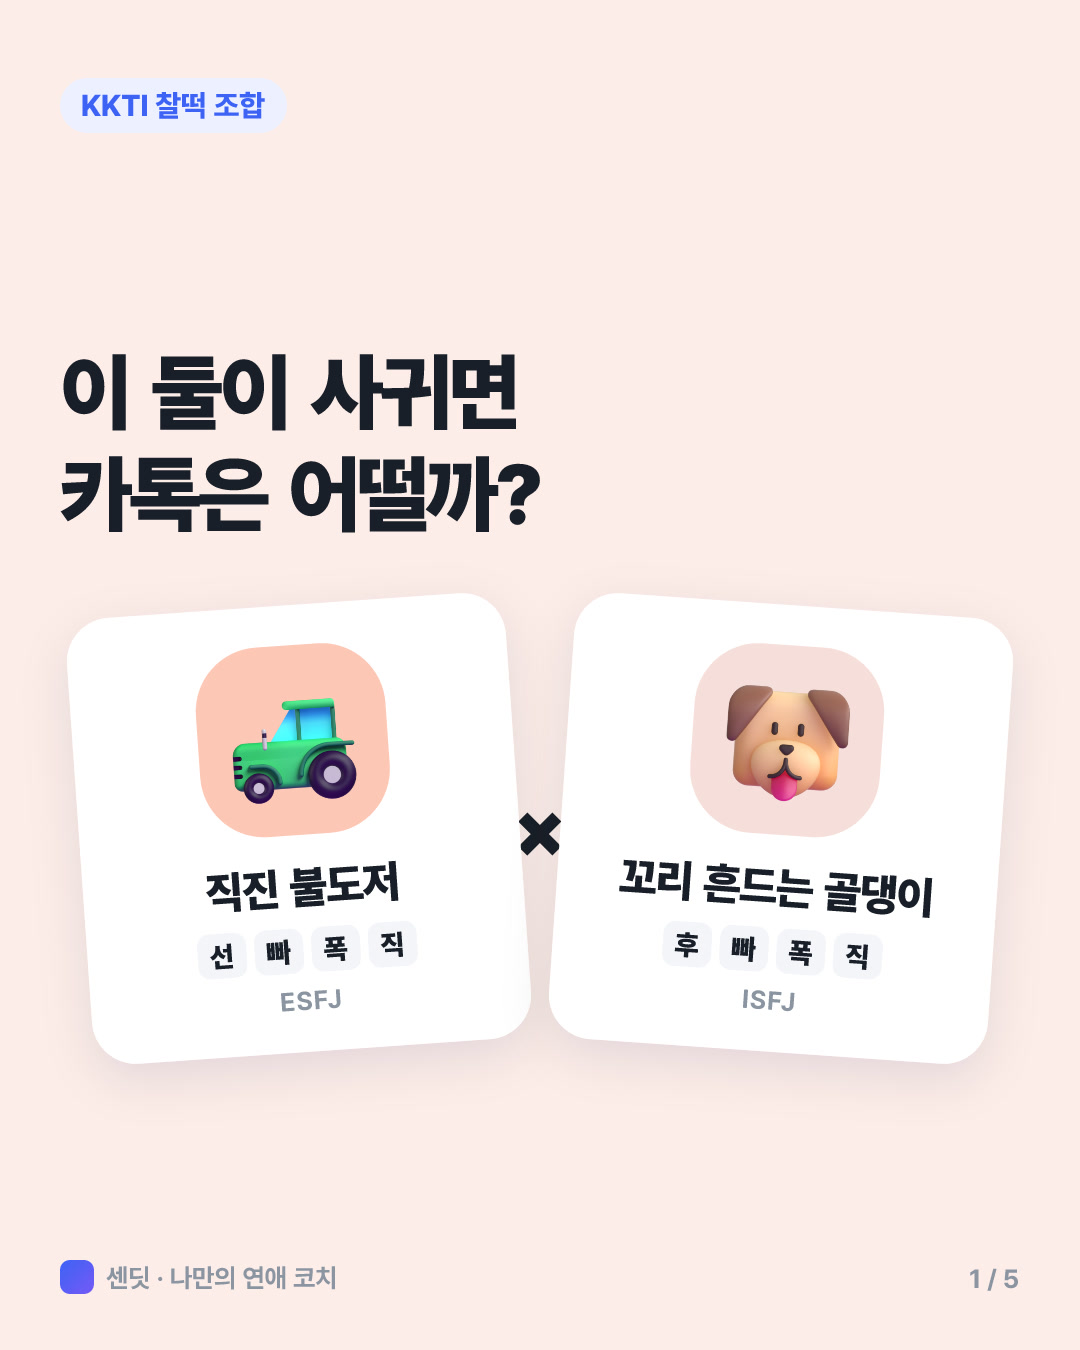 KKTI 찰떡 조합
이 둘이 사귀면
카톡은 어떨까?
직진 불도저
선 빠 폭 직
ESFJ
×
꼬리 흔드는 골댕이
후 빠 폭 직
ISFJ
센딧 · 나만의 연애 코치
1 / 5